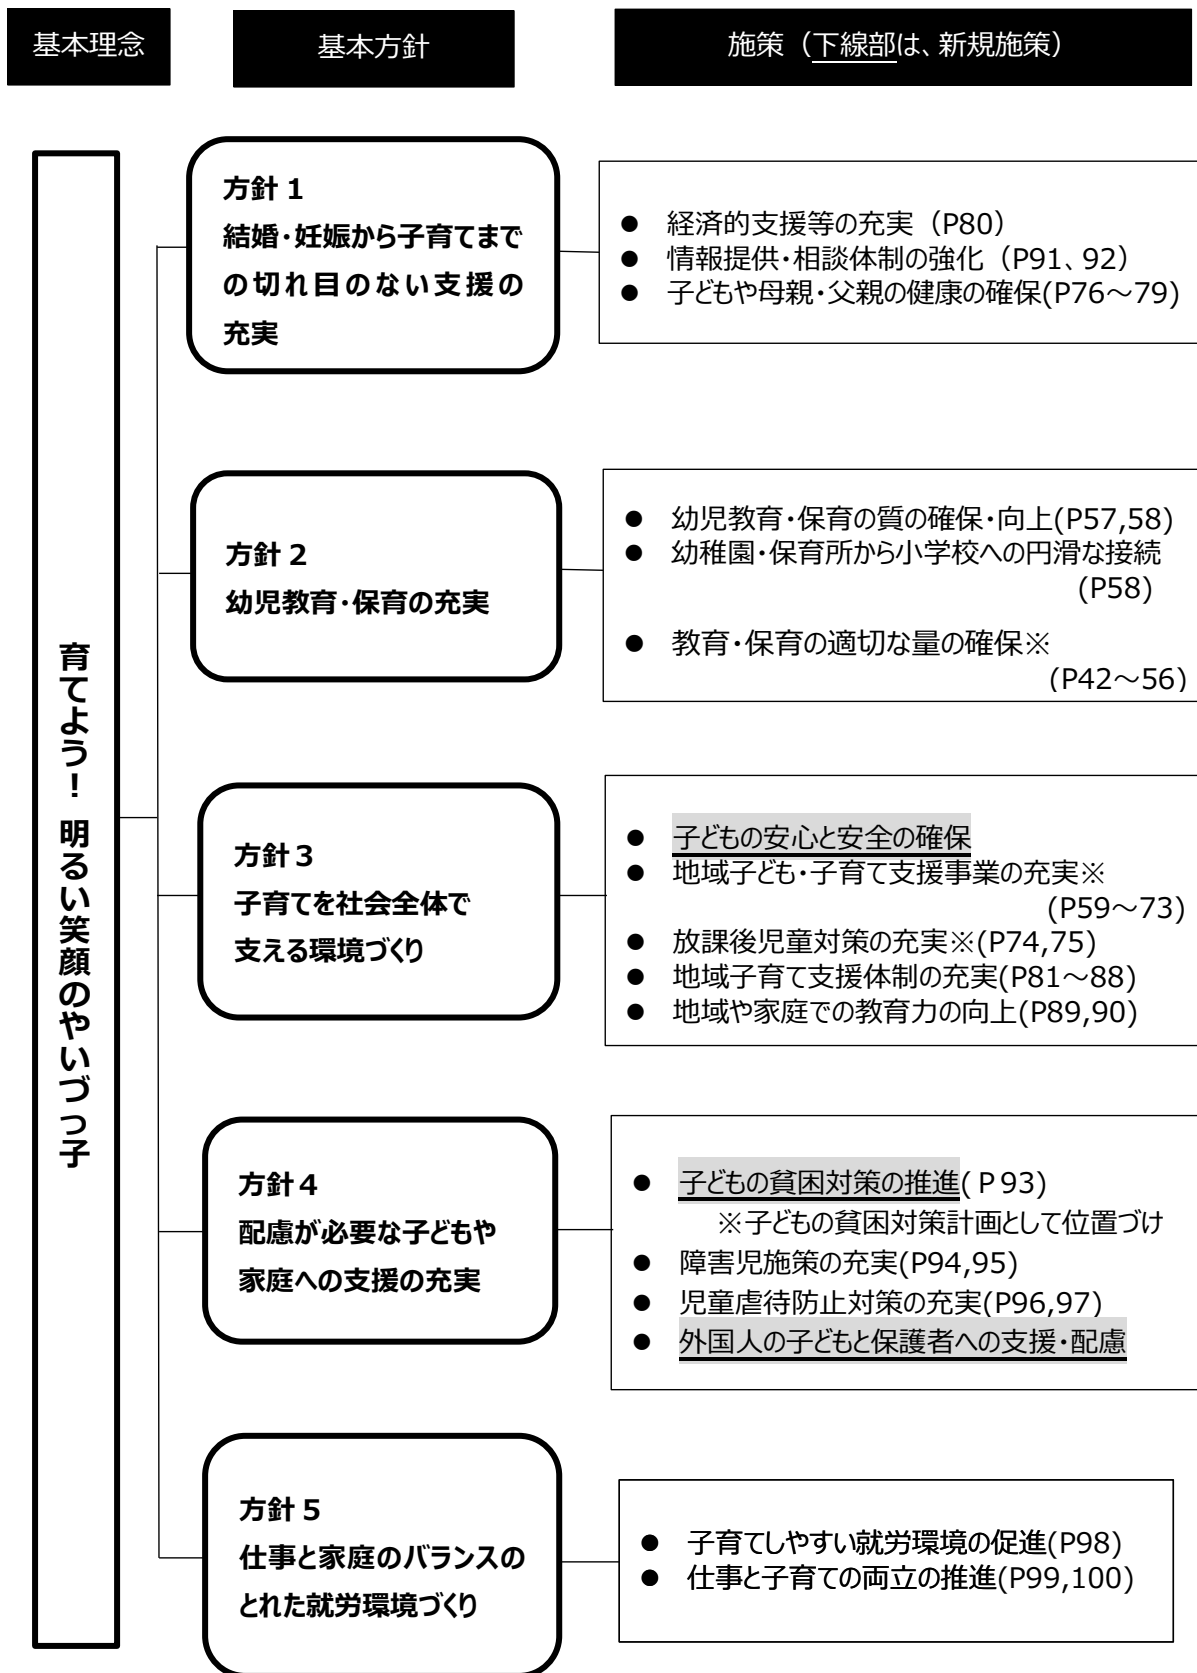 基本理念
基本方針
施策（下線部は、新規施策）
育てよう！明るい笑顔のやいづっ子
方針１
結婚・妊娠から子育てまで
の切れ目のない支援の
充実
● 経済的支援等の充実（P80）
● 情報提供・相談体制の強化（P91、92）
● 子どもや母親・父親の健康の確保(P76～79)
方針２
幼児教育・保育の充実
● 幼児教育・保育の質の確保・向上(P57,58)
● 幼稚園・保育所から小学校への円滑な接続
(P58)
● 教育・保育の適切な量の確保※
(P42～56)
方針３
子育てを社会全体で
支える環境づくり
● 子どもの安心と安全の確保
● 地域子ども・子育て支援事業の充実※
(P59～73)
● 放課後児童対策の充実※(P74,75)
● 地域子育て支援体制の充実(P81～88)
● 地域や家庭での教育力の向上(P89,90)
方針４
配慮が必要な子どもや
家庭への支援の充実
● 子どもの貧困対策の推進(Ｐ93)
※子どもの貧困対策計画として位置づけ
● 障害児施策の充実(P94,95)
● 児童虐待防止対策の充実(P96,97)
● 外国人の子どもと保護者への支援・配慮
方針５
仕事と家庭のバランスの
とれた就労環境づくり
● 子育てしやすい就労環境の促進(P98)
● 仕事と子育ての両立の推進(P99,100)